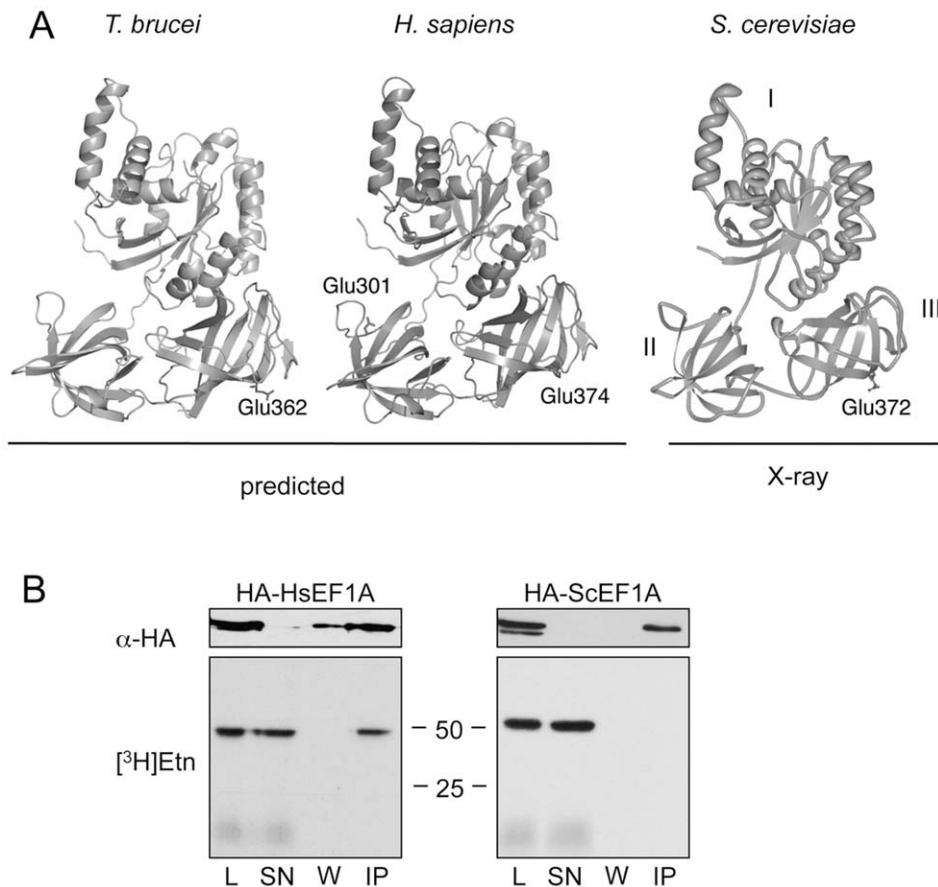 A
T. brucei H. sapiens S. cerevisiae
I
Glu301
II III
Glu362 Glu374 Glu372
predicted X-ray
B
HA-HsEF1A HA-ScEF1A
α-HA
50
[³H]Etn
25
L SN W IP L SN W IP